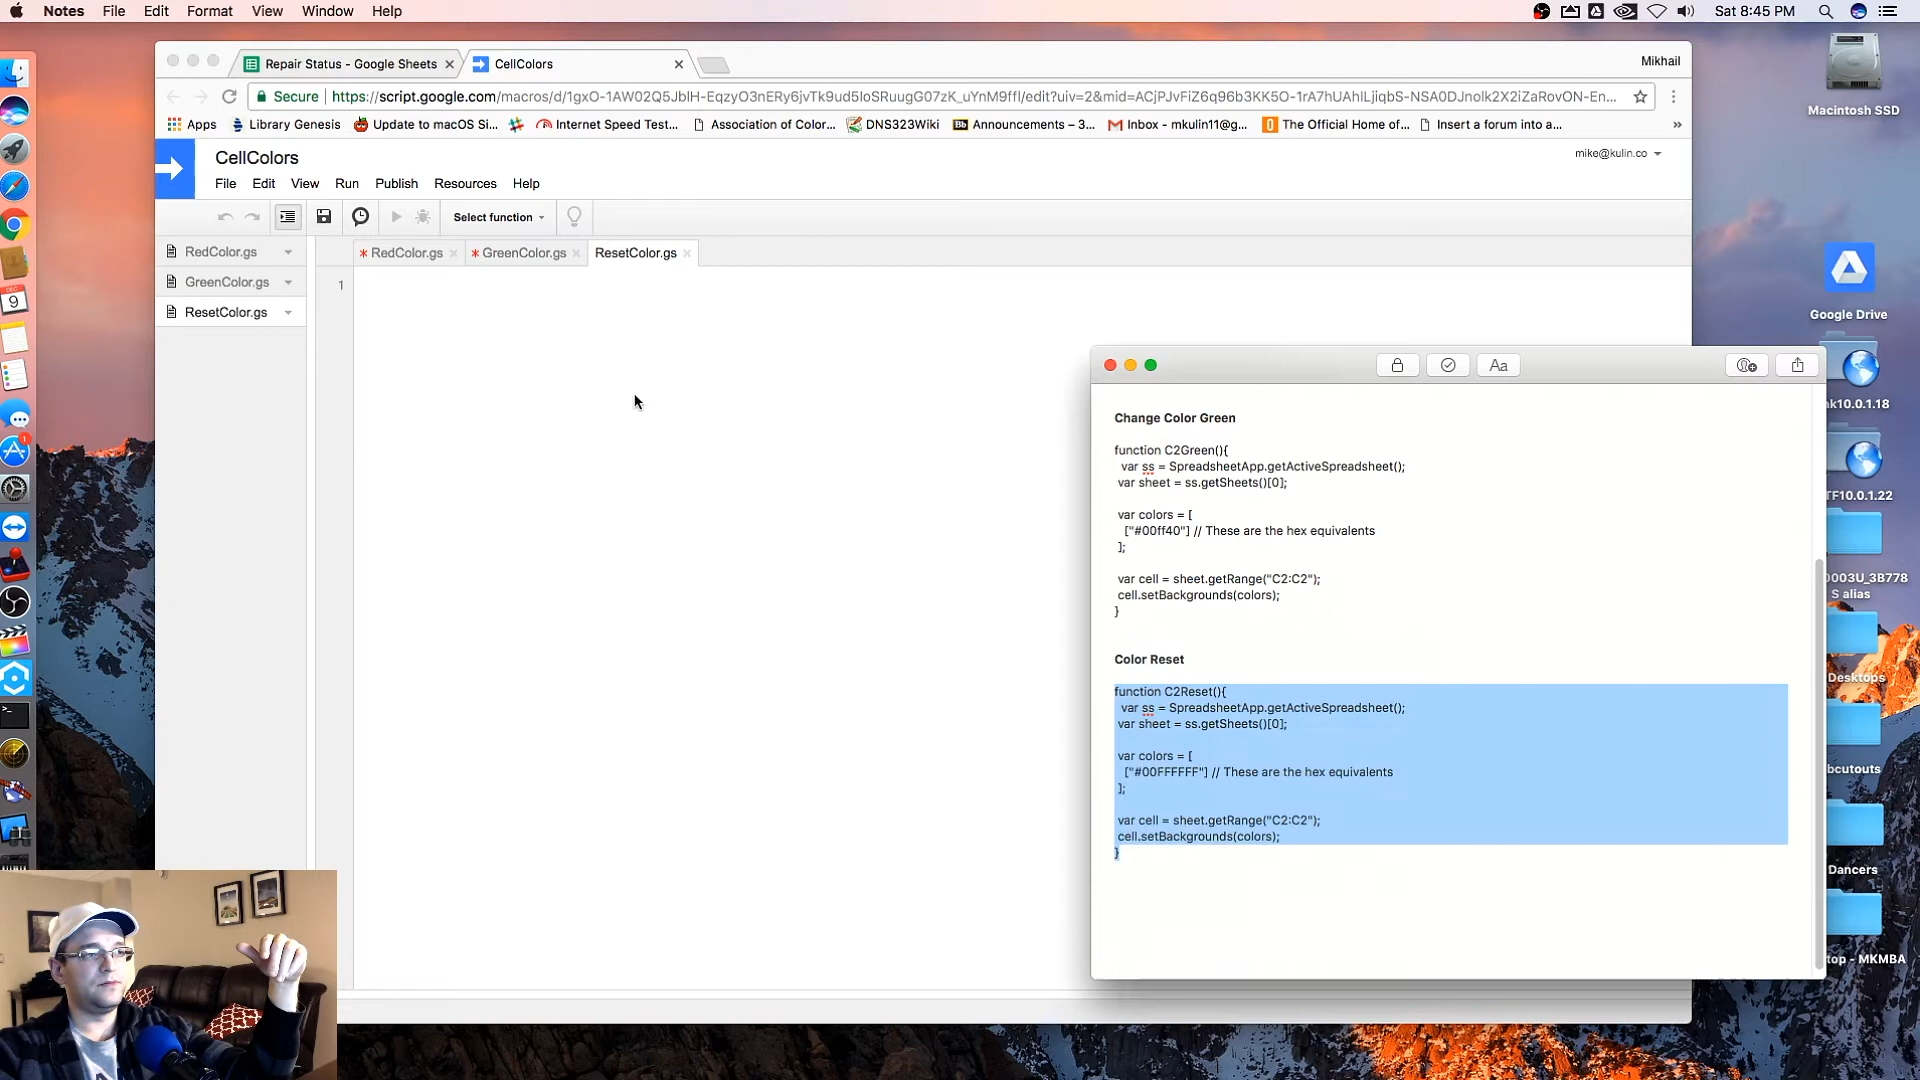 Notes File Edit Format View Window Help
Sat 8:45 PM
Repair Status - Google Sheets
CellColors
Mikhail
Secure | https://script.google.com/macros/d/1gxO-1AW02Q5JblH-EqzyO3nERy6jvTk9ud5loSRuugG07zK_uYnM9ffl/edit?uiv=2&mid=ACjPJvFiZ6q96b3KK5O-1rA7hUAhlLjiqbS-NSA0DJnolk2X2iZaRovON-En...
Apps
Library Genesis
Update to macOS Si...
Internet Speed Test...
Association of Color...
DNS323Wiki
Bb Announcements – 3...
Inbox - mkulin11@g...
The Official Home of...
Insert a forum into a...
»
CellColors
mike@kulin.co
File Edit View Run Publish Resources Help
Select function
RedColor.gs
GreenColor.gs
ResetColor.gs
* RedColor.gs
* GreenColor.gs
ResetColor.gs
1
Change Color Green
function C2Green(){
var ss = SpreadsheetApp.getActiveSpreadsheet();
var sheet = ss.getSheets()[0];
var colors = [
["#00ff40"] // These are the hex equivalents
];
var cell = sheet.getRange("C2:C2");
cell.setBackgrounds(colors);
}
Color Reset
function C2Reset(){
var ss = SpreadsheetApp.getActiveSpreadsheet();
var sheet = ss.getSheets()[0];
var colors = [
["#00FFFFFF"] // These are the hex equivalents
];
var cell = sheet.getRange("C2:C2");
cell.setBackgrounds(colors);
}
Macintosh SSD
Google Drive
nk10.0.1.18
TF10.0.1.22
0003U_3B778
S alias
Desktops
bcutouts
Dancers
top - MKMBA
DEC
9
1